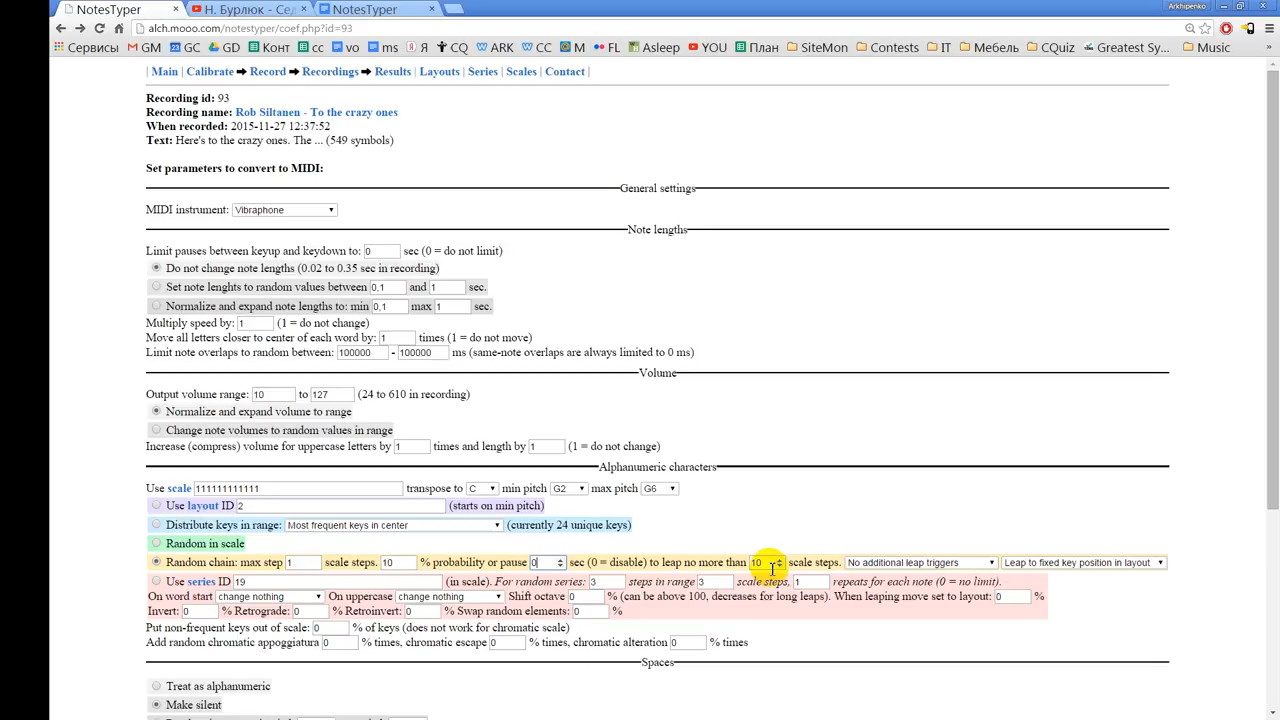 NotesTyper × Н. Бурлюк - Се × NotesTyper × Arkhipenko
alch.mooo.com/notestyper/coef.php?id=93
Сервисы GM GC GD Конт cc vo ms Я CQ ARK CC M FL Asleep YOU План SiteMon Contests IT Мебель CQuiz Greatest Sy... Music
| Main | Calibrate Record Recordings Results | Layouts | Series | Scales | Contact |
Recording id: 93
Recording name: Rob Siltanen - To the crazy ones
When recorded: 2015-11-27 12:37:52
Text: Here's to the crazy ones. The ... (549 symbols)
Set parameters to convert to MIDI:
General settings
MIDI instrument: Vibraphone
Note lengths
Limit pauses between keyup and keydown to: 0 sec (0 = do not limit)
Do not change note lengths (0.02 to 0.35 sec in recording)
Set note lenghts to random values between 0,1 and 1 sec.
Normalize and expand note lengths to: min 0,1 max 1 sec.
Multiply speed by: 1 (1 = do not change)
Move all letters closer to center of each word by: 1 times (1 = do not move)
Limit note overlaps to random between: 100000 - 100000 ms (same-note overlaps are always limited to 0 ms)
Volume
Output volume range: 10 to 127 (24 to 610 in recording)
Normalize and expand volume to range
Change note volumes to random values in range
Increase (compress) volume for uppercase letters by 1 times and length by 1 (1 = do not change)
Alphanumeric characters
Use scale 111111111111 transpose to C min pitch G2 max pitch G6
Use layout ID 2 (starts on min pitch)
Distribute keys in range: Most frequent keys in center (currently 24 unique keys)
Random in scale
Random chain: max step 1 scale steps. 10 % probability or pause 0 sec (0 = disable) to leap no more than 10 scale steps. No additional leap triggers Leap to fixed key position in layout
Use series ID 19 (in scale). For random series: 3 steps in range 3 scale steps, 1 repeats for each note (0 = no limit).
On word start change nothing On uppercase change nothing Shift octave 0 % (can be above 100, decreases for long leaps). When leaping move set to layout: 0 %
Invert: 0 % Retrograde: 0 % Retroinvert: 0 % Swap random elements: 0 %
Put non-frequent keys out of scale: 0 % of keys (does not work for chromatic scale)
Add random chromatic appoggiatura 0 % times, chromatic escape 0 % times, chromatic alteration 0 % times
Spaces
Treat as alphanumeric
Make silent